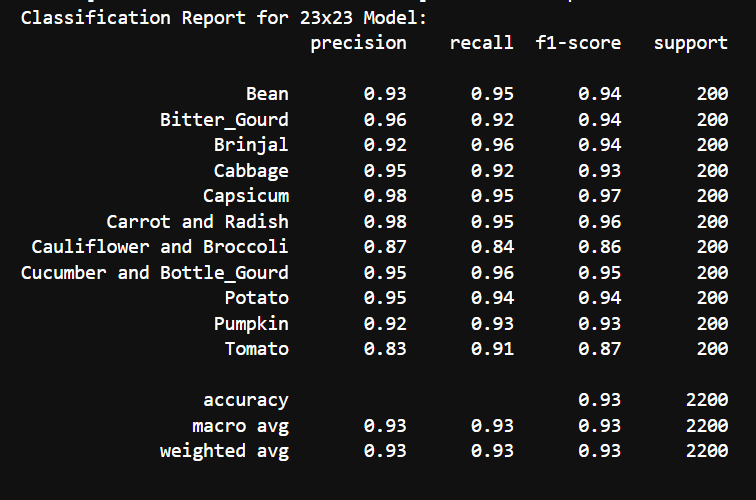 Classification Report for 23x23 Model:
precision recall f1-score support
Bean 0.93 0.95 0.94 200
Bitter_Gourd 0.96 0.92 0.94 200
Brinjal 0.92 0.96 0.94 200
Cabbage 0.95 0.92 0.93 200
Capsicum 0.98 0.95 0.97 200
Carrot and Radish 0.98 0.95 0.96 200
Cauliflower and Broccoli 0.87 0.84 0.86 200
Cucumber and Bottle_Gourd 0.95 0.96 0.95 200
Potato 0.95 0.94 0.94 200
Pumpkin 0.92 0.93 0.93 200
Tomato 0.83 0.91 0.87 200
accuracy 0.93 2200
macro avg 0.93 0.93 0.93 2200
weighted avg 0.93 0.93 0.93 2200